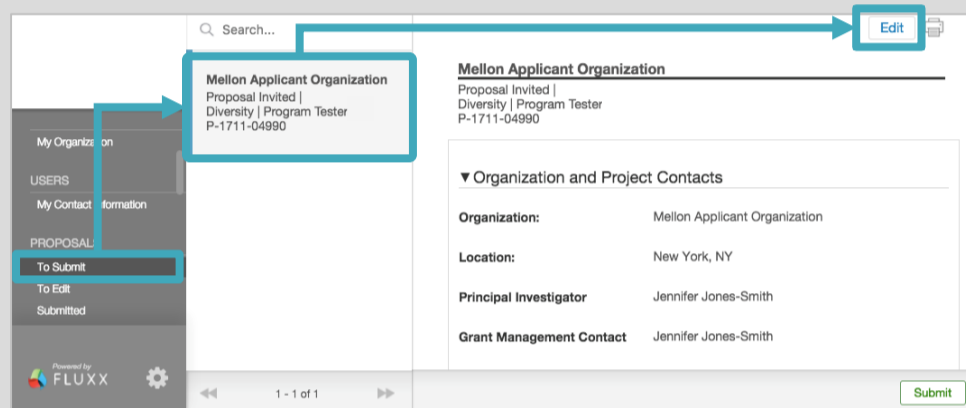 Search...
Edit
Mellon Applicant Organization
Proposal Invited |
Diversity | Program Tester
P-1711-04990
My Organization
USERS
My Contact Information
PROPOSALS
To Submit
To Edit
Submitted
Powered by
FLUXX
1 - 1 of 1
Mellon Applicant Organization
Proposal Invited |
Diversity | Program Tester
P-1711-04990
▼Organization and Project Contacts
Organization: Mellon Applicant Organization
Location: New York, NY
Principal Investigator Jennifer Jones-Smith
Grant Management Contact Jennifer Jones-Smith
Submit